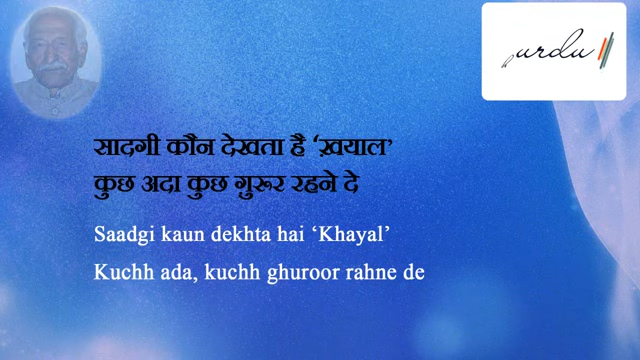 urdu
सादगी कौन देखता है ‘ख़याल’
कुछ अदा कुछ गुरूर रहने दे
Saadgi kaun dekhta hai ‘Khayal’
Kuchh ada, kuchh ghuroor rahne de